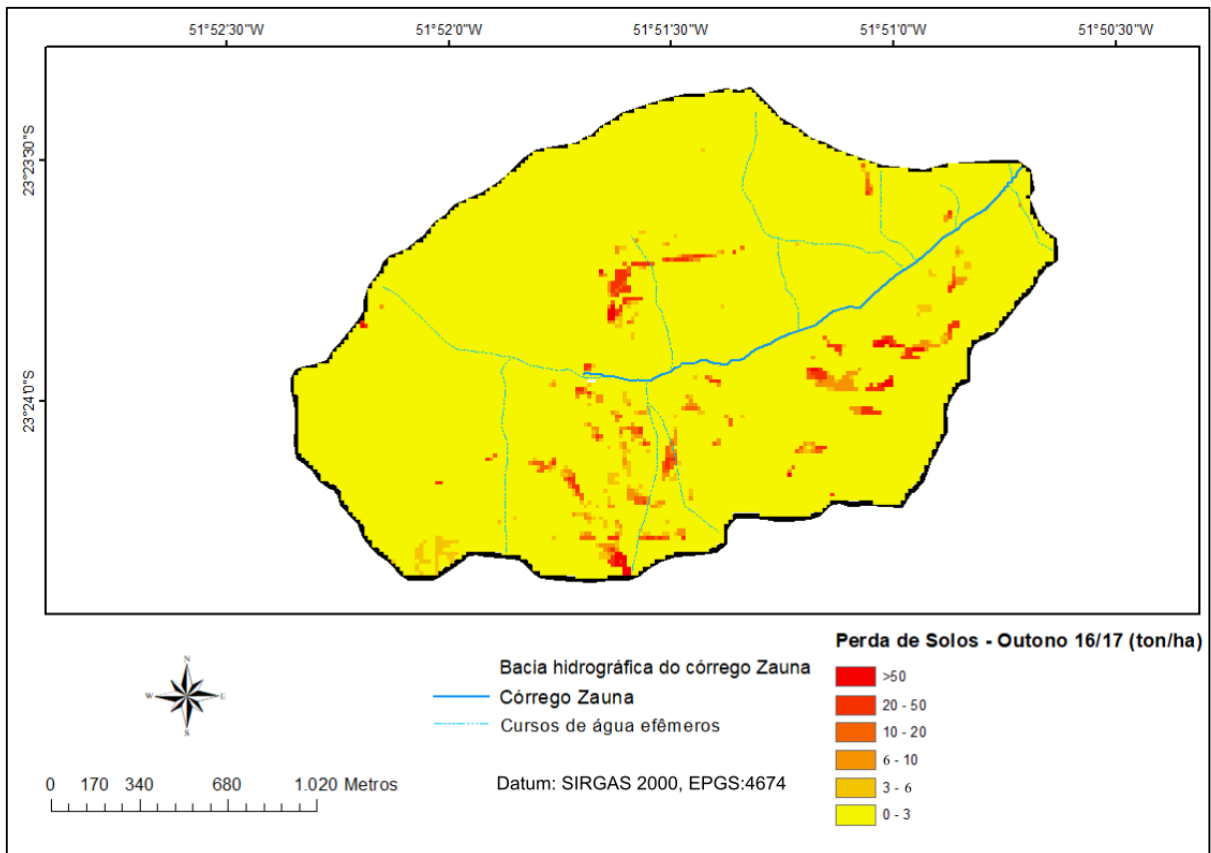 51°52'30"W 51°52'0"W 51°51'30"W 51°51'0"W 51°50'30"W
23°23'30"S
23°24'0"S
N
W E
S
0 170 340 680 1.020 Metros
Bacia hidrográfica do córrego Zauna
Córrego Zauna
Cursos de água efêmeros
Datum: SIRGAS 2000, EPGS:4674
Perda de Solos - Outono 16/17 (ton/ha)
>50
20 - 50
10 - 20
6 - 10
3 - 6
0 - 3